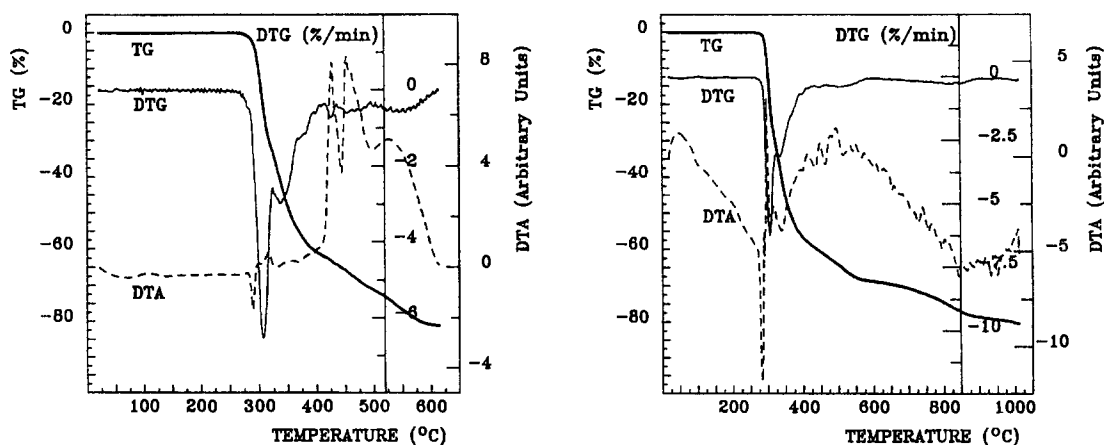 0
-20
-40
-60
-80
TG (%)
TG
DTG
DTA
DTG (%/min)
0
-2
-4
-6
8
4
0
-4
DTA (Arbitrary Units)
100 200 300 400 500 600
TEMPERATURE (°C)
0
-20
-40
-60
-80
TG (%)
TG
DTG
DTA
DTG (%/min)
0
-2.5
-5
-7.5
-10
5
0
-5
-10
DTA (Arbitrary Units)
200 400 600 800 1000
TEMPERATURE (°C)